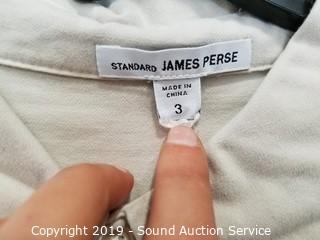 STANDARD JAMES PERSE
MADE IN
CHINA
3
Copyright 2019 - Sound Auction Service